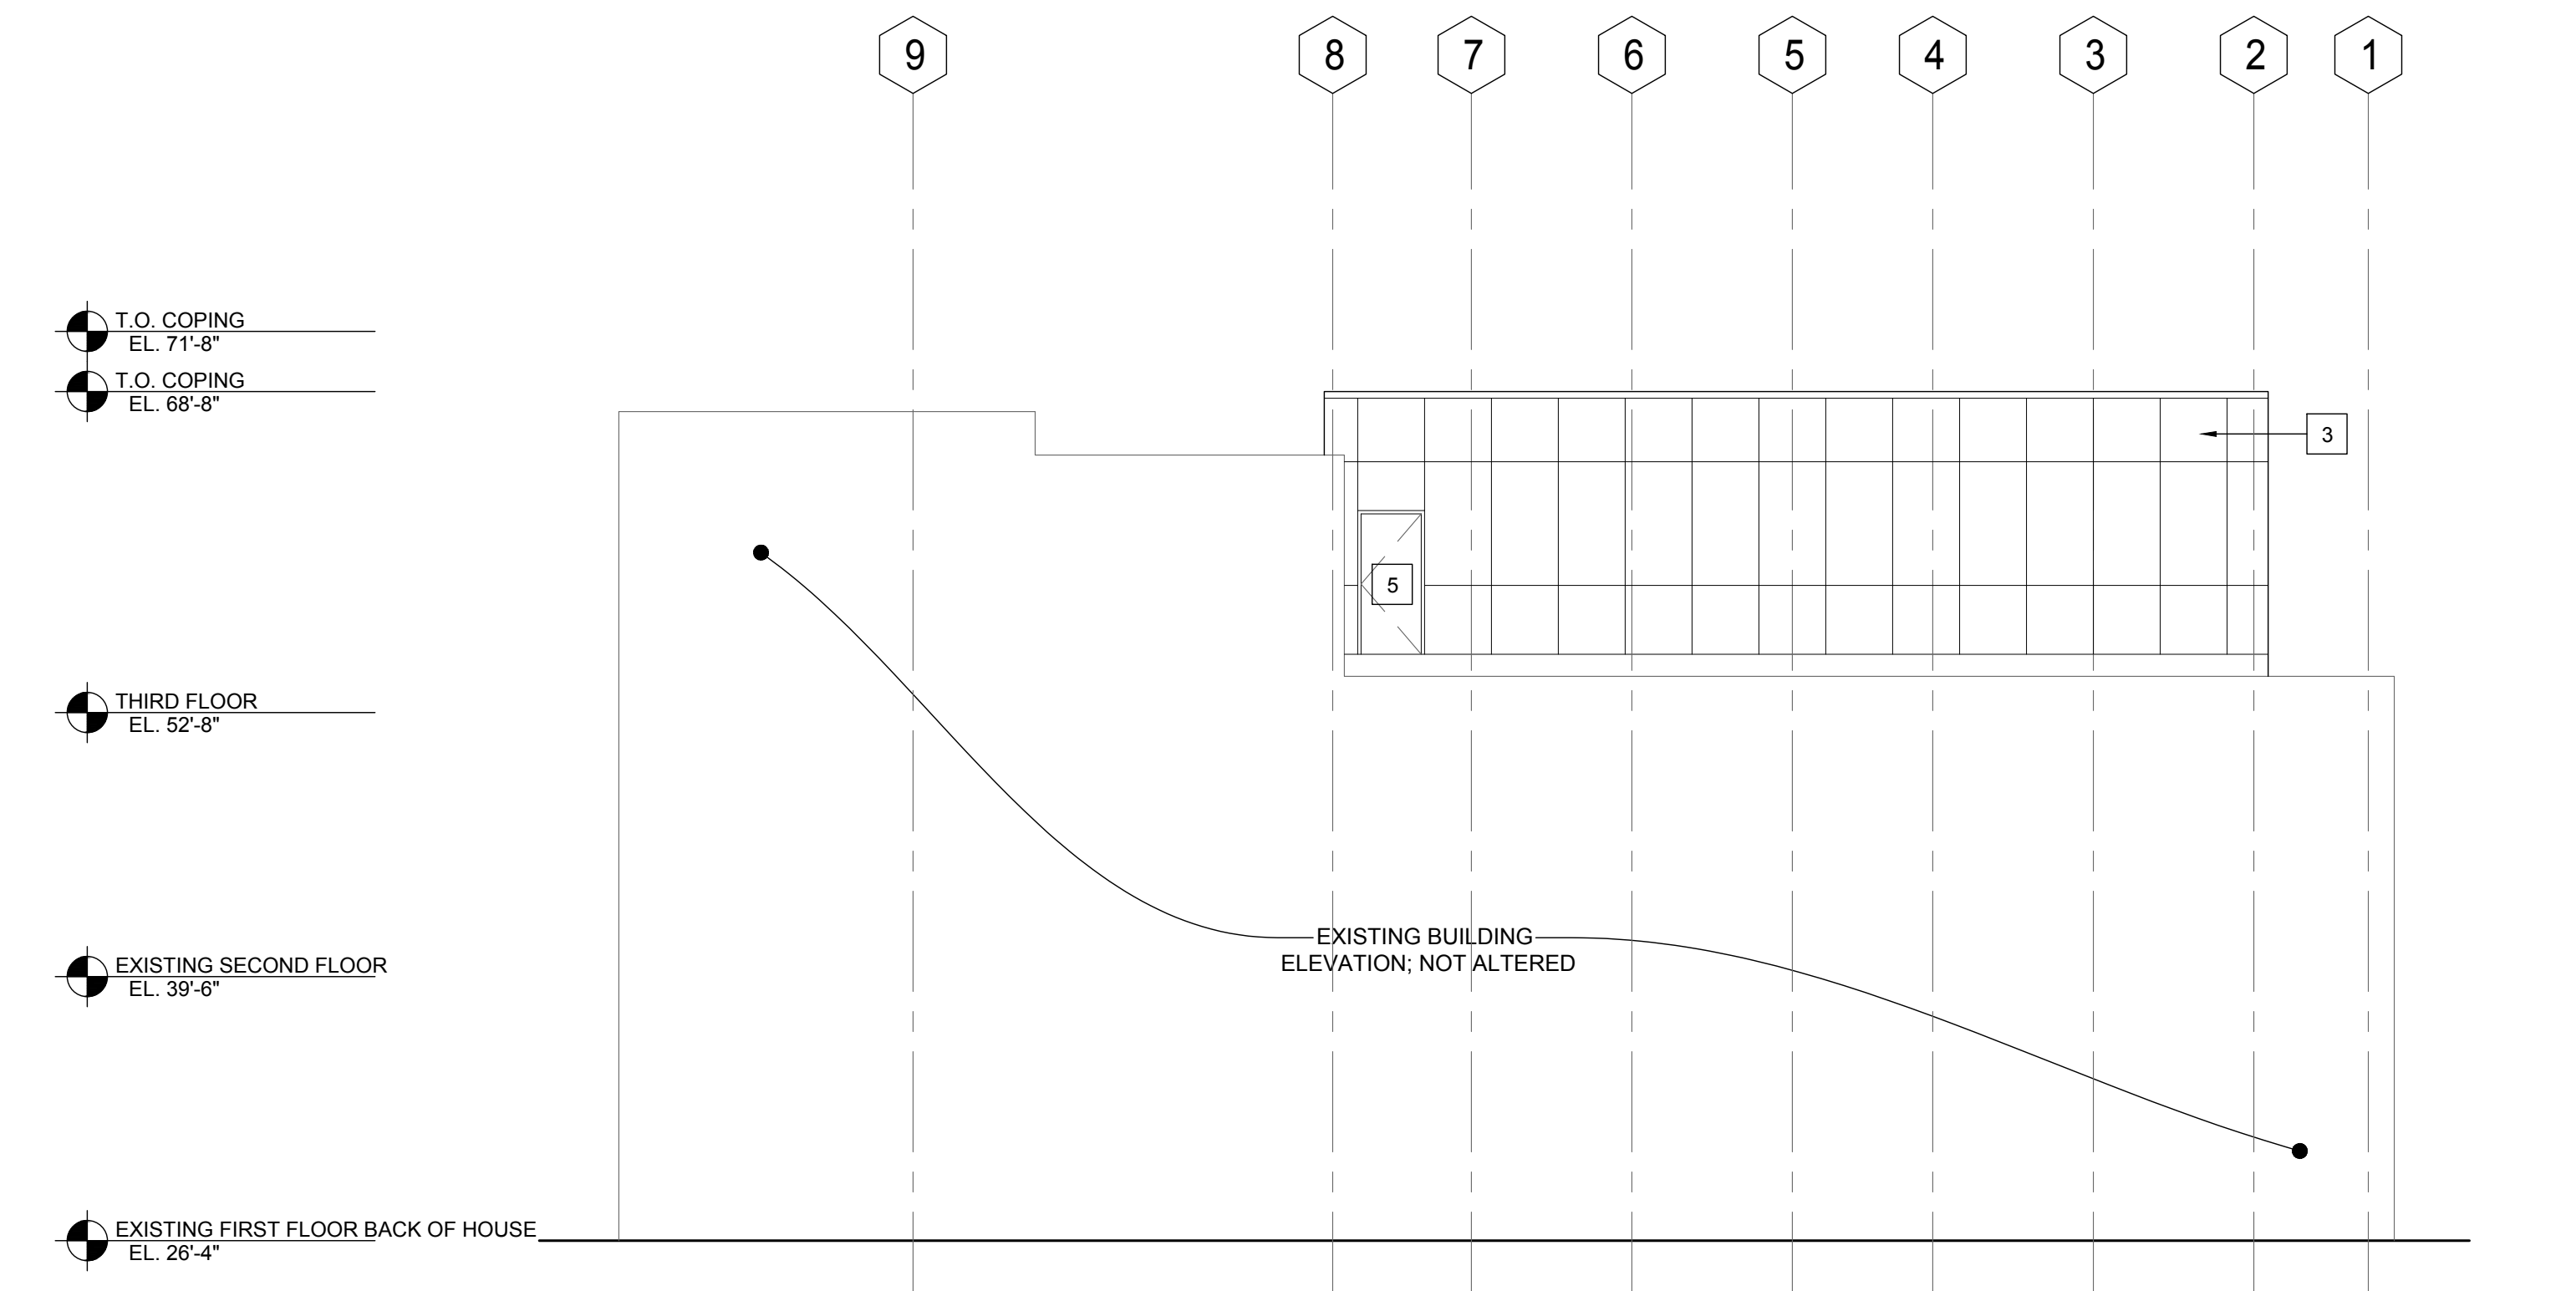 9
8
7
6
5
4
3
2
1
T.O. COPING
EL. 71'-8"
T.O. COPING
EL. 68'-8"
3
5
THIRD FLOOR
EL. 52'-8"
EXISTING BUILDING
ELEVATION; NOT ALTERED
EXISTING SECOND FLOOR
EL. 39'-6"
EXISTING FIRST FLOOR BACK OF HOUSE
EL. 26'-4"